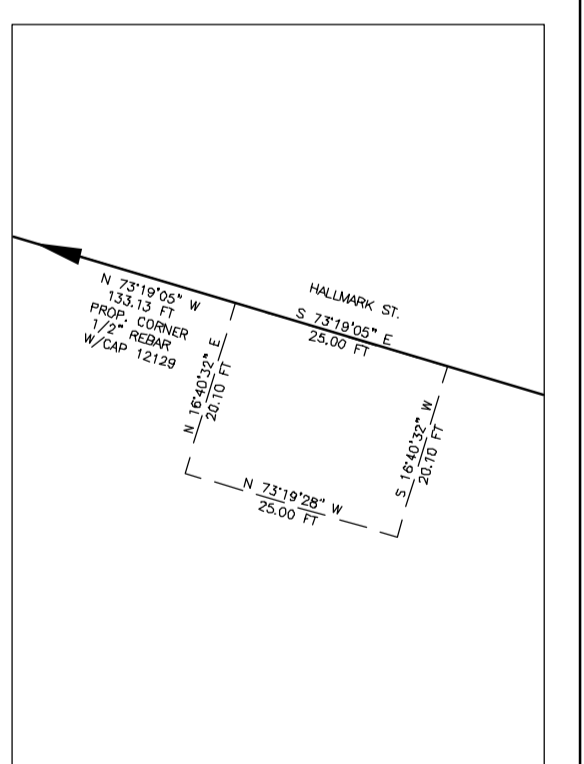 HALLMARK ST.
S 73°19'05" E
25.00 FT
N 73°19'05" W
133.13 FT
PROP. CORNER
1/2" REBAR
W/CAP 12129
N 16°40'32" E
20.10 FT
S 16°40'32" W
20.10 FT
N 73°19'28" W
25.00 FT